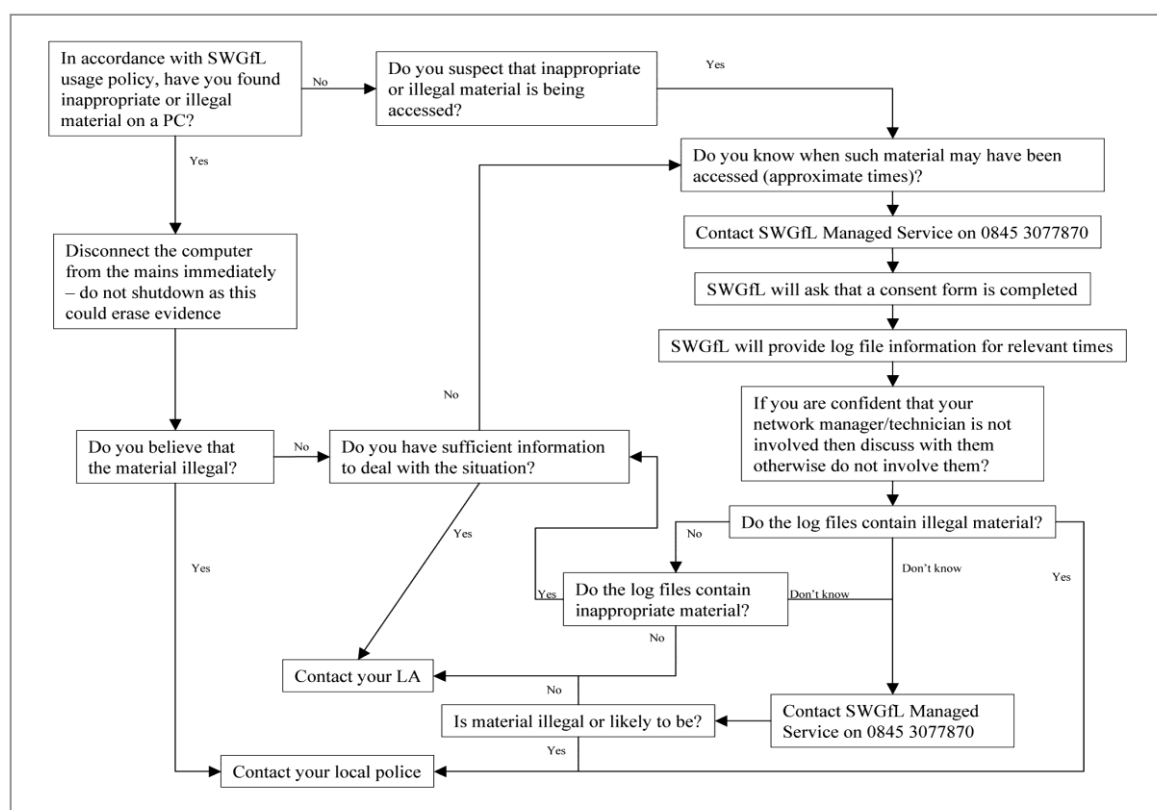 In accordance with SWGfL
usage policy, have you found
inappropriate or illegal
material on a PC?
No
Do you suspect that inappropriate
or illegal material is being
accessed?
Yes
Yes
Do you know when such material may have been
accessed (approximate times)?
Contact SWGfL Managed Service on 0845 3077870
Disconnect the computer
from the mains immediately
– do not shutdown as this
could erase evidence
SWGfL will ask that a consent form is completed
SWGfL will provide log file information for relevant times
No
If you are confident that your
network manager/technician is not
involved then discuss with them
otherwise do not involve them?
Do you believe that
the material illegal?
No
Do you have sufficient information
to deal with the situation?
Do the log files contain illegal material?
No
Yes
Don't know
Yes
Yes
Do the log files contain
inappropriate material?
Yes
Don't know
No
Contact your LA
No
Is material illegal or likely to be?
Contact SWGfL Managed
Service on 0845 3077870
Yes
Contact your local police